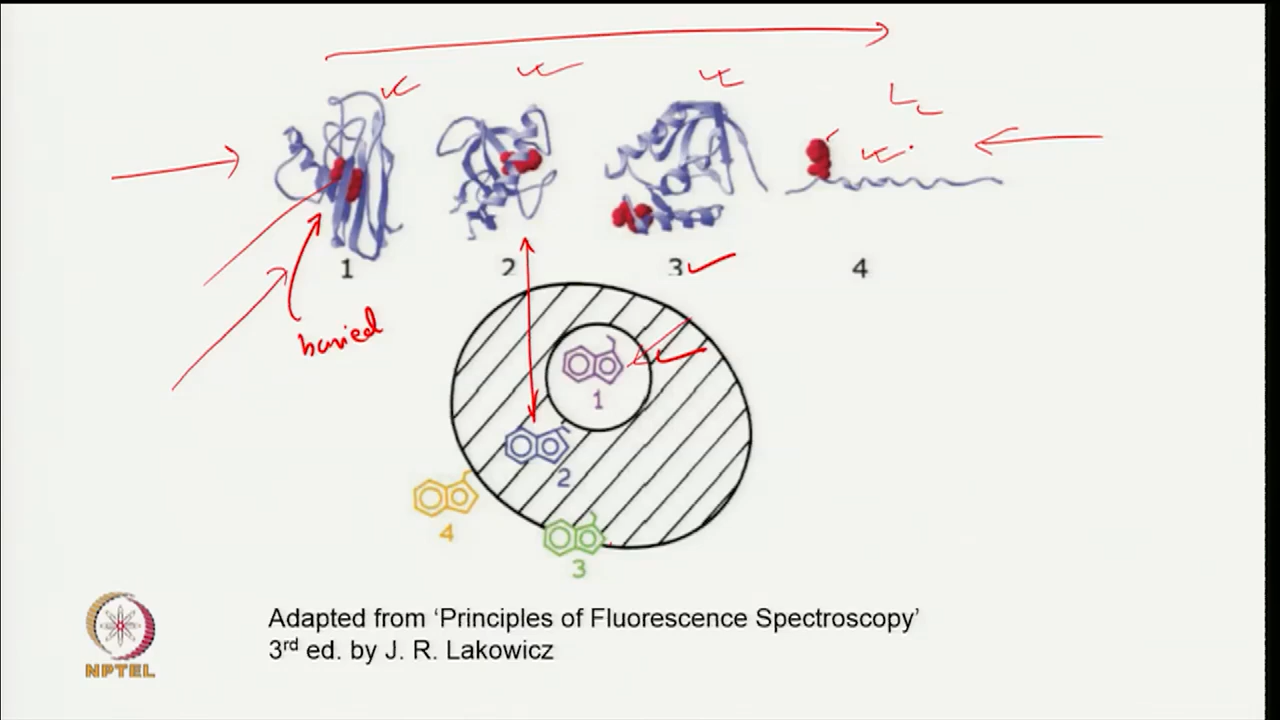 1 2 3 4
buried
1
2
4
3
Adapted from ‘Principles of Fluorescence Spectroscopy’
3rd ed. by J. R. Lakowicz
NPTEL